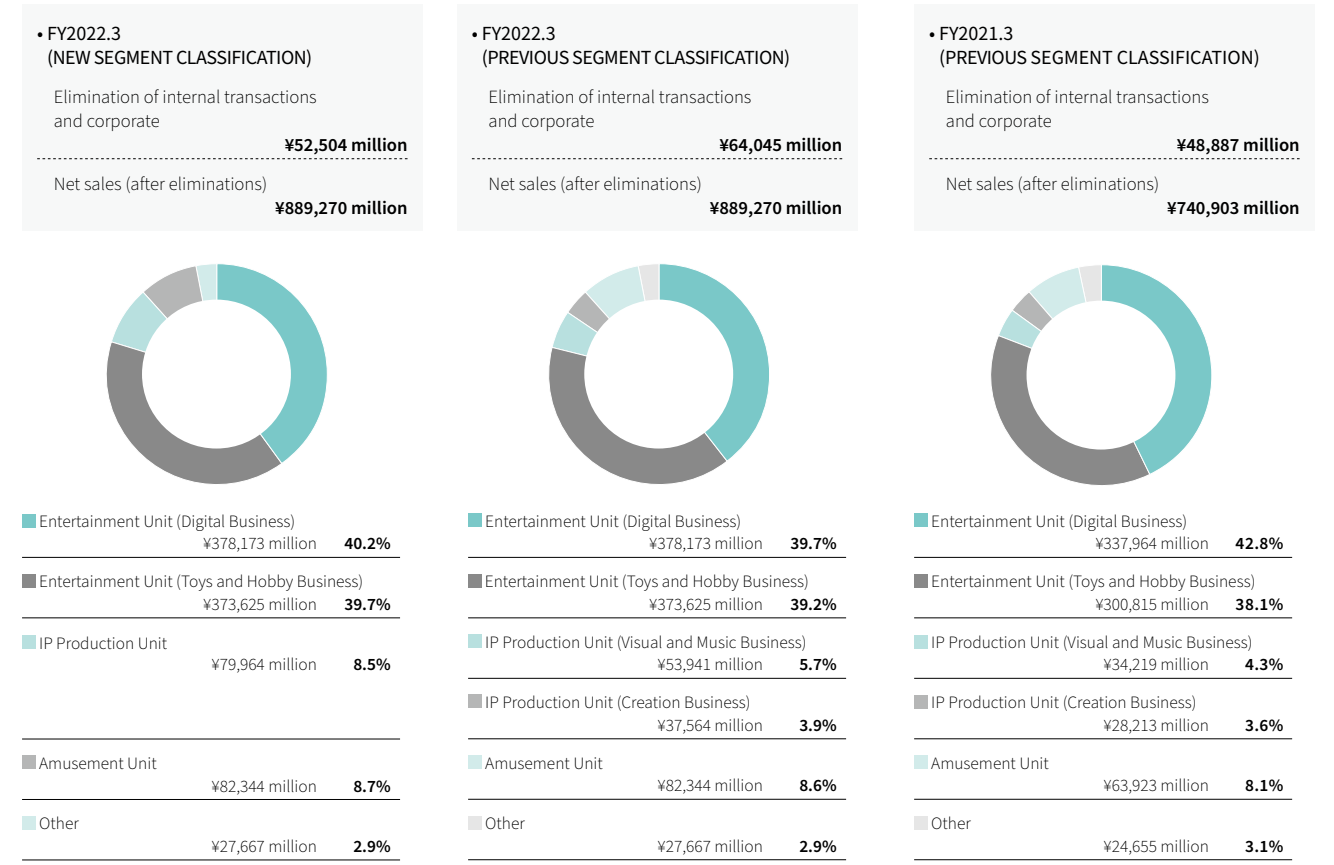 • FY2022.3
(NEW SEGMENT CLASSIFICATION)
Elimination of internal transactions
and corporate
¥52,504 million
Net sales (after eliminations)
¥889,270 million
Entertainment Unit (Digital Business)
¥378,173 million 40.2%
Entertainment Unit (Toys and Hobby Business)
¥373,625 million 39.7%
IP Production Unit
¥79,964 million 8.5%
Amusement Unit
¥82,344 million 8.7%
Other
¥27,667 million 2.9%
• FY2022.3
(PREVIOUS SEGMENT CLASSIFICATION)
Elimination of internal transactions
and corporate
¥64,045 million
Net sales (after eliminations)
¥889,270 million
Entertainment Unit (Digital Business)
¥378,173 million 39.7%
Entertainment Unit (Toys and Hobby Business)
¥373,625 million 39.2%
IP Production Unit (Visual and Music Business)
¥53,941 million 5.7%
IP Production Unit (Creation Business)
¥37,564 million 3.9%
Amusement Unit
¥82,344 million 8.6%
Other
¥27,667 million 2.9%
• FY2021.3
(PREVIOUS SEGMENT CLASSIFICATION)
Elimination of internal transactions
and corporate
¥48,887 million
Net sales (after eliminations)
¥740,903 million
Entertainment Unit (Digital Business)
¥337,964 million 42.8%
Entertainment Unit (Toys and Hobby Business)
¥300,815 million 38.1%
IP Production Unit (Visual and Music Business)
¥34,219 million 4.3%
IP Production Unit (Creation Business)
¥28,213 million 3.6%
Amusement Unit
¥63,923 million 8.1%
Other
¥24,655 million 3.1%